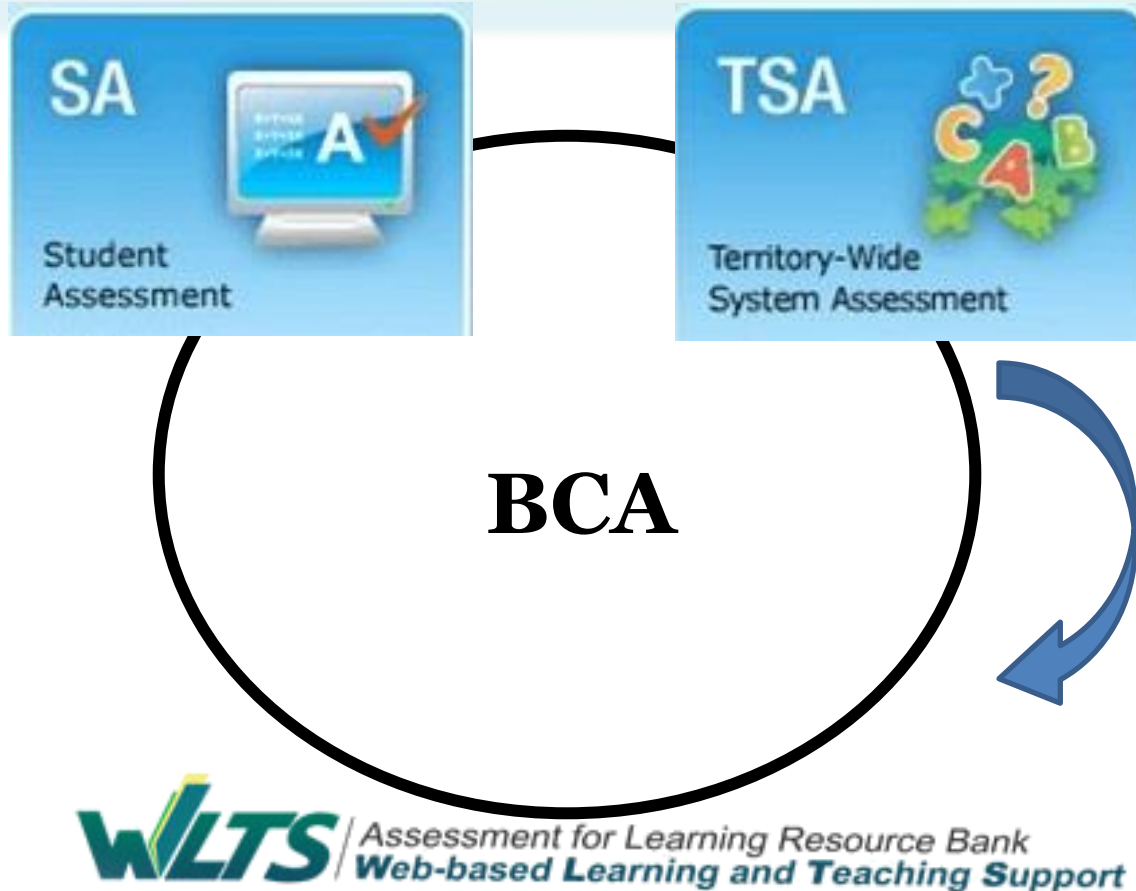 SA
Student
Assessment
A
TSA
Territory-Wide
System Assessment
C A B ?
BCA
WLTS
Assessment for Learning Resource Bank
Web-based Learning and Teaching Support